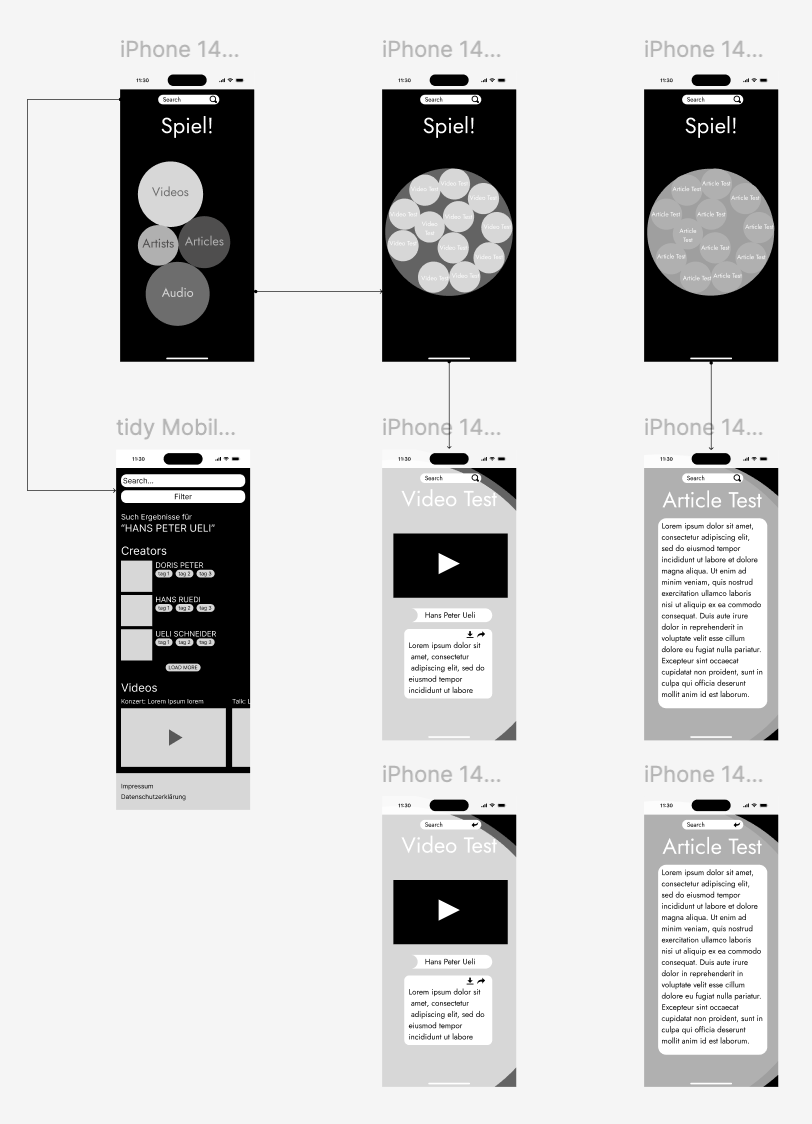 iPhone 14...
11:30
Search
Spiel!
Videos
Artists
Articles
Audio
iPhone 14...
11:30
Search
Spiel!
Video Test
Video Test
Video Test
Video Test
Video Test
Video
Test
Video Test
Video Test
Video Test
Video Test
Video Test
Video Test
iPhone 14...
11:30
Search
Spiel!
Article Test
Article Test
Article Test
Article Test
Article Test
Article Test
Article
Test
Article Test
Article Test
Article Test
Article Test
Article Test
tidy Mobil...
11:30
Search...
Filter
Such Ergebnisse für
“HANS PETER UELI”
Creators
DORIS PETER
tag 1 tag 2 tag 3
HANS RUEDI
tag 1 tag 2 tag 3
UELI SCHNEIDER
tag 1 tag 2 tag 3
LOAD MORE
Videos
Konzert: Lorem Ipsum lorem Talk: L
Impressum
Datenschutzerklärung
iPhone 14...
11:30
Search
Video Test
Hans Peter Ueli
Lorem ipsum dolor sit
amet, consectetur
adipiscing elit, sed do
eiusmod tempor
incididunt ut labore
iPhone 14...
11:30
Search
Article Test
Lorem ipsum dolor sit amet,
consectetur adipiscing elit,
sed do eiusmod tempor
incididunt ut labore et dolore
magna aliqua. Ut enim ad
minim veniam, quis nostrud
exercitation ullamco laboris
nisi ut aliquip ex ea commodo
consequat. Duis aute irure
dolor in reprehenderit in
voluptate velit esse cillum
dolore eu fugiat nulla pariatur.
Excepteur sint occaecat
cupidatat non proident, sunt in
culpa qui officia deserunt
mollit anim id est laborum.
iPhone 14...
11:30
Search
Video Test
Hans Peter Ueli
Lorem ipsum dolor sit
amet, consectetur
adipiscing elit, sed do
eiusmod tempor
incididunt ut labore
iPhone 14...
11:30
Search
Article Test
Lorem ipsum dolor sit amet,
consectetur adipiscing elit,
sed do eiusmod tempor
incididunt ut labore et dolore
magna aliqua. Ut enim ad
minim veniam, quis nostrud
exercitation ullamco laboris
nisi ut aliquip ex ea commodo
consequat. Duis aute irure
dolor in reprehenderit in
voluptate velit esse cillum
dolore eu fugiat nulla pariatur.
Excepteur sint occaecat
cupidatat non proident, sunt in
culpa qui officia deserunt
mollit anim id est laborum.